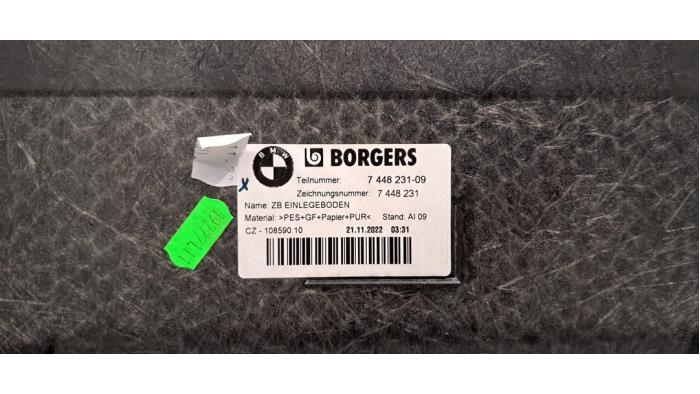 BMW
BORGERS
Teilnummer: 7 448 231-09
Zeichnungsnummer: 7 448 231
Name: ZB EINLEGEBODEN
Material: >PES+GF+Papier+PUR< Stand: AI 09
CZ - 108590.10 21.11.2022 03:31